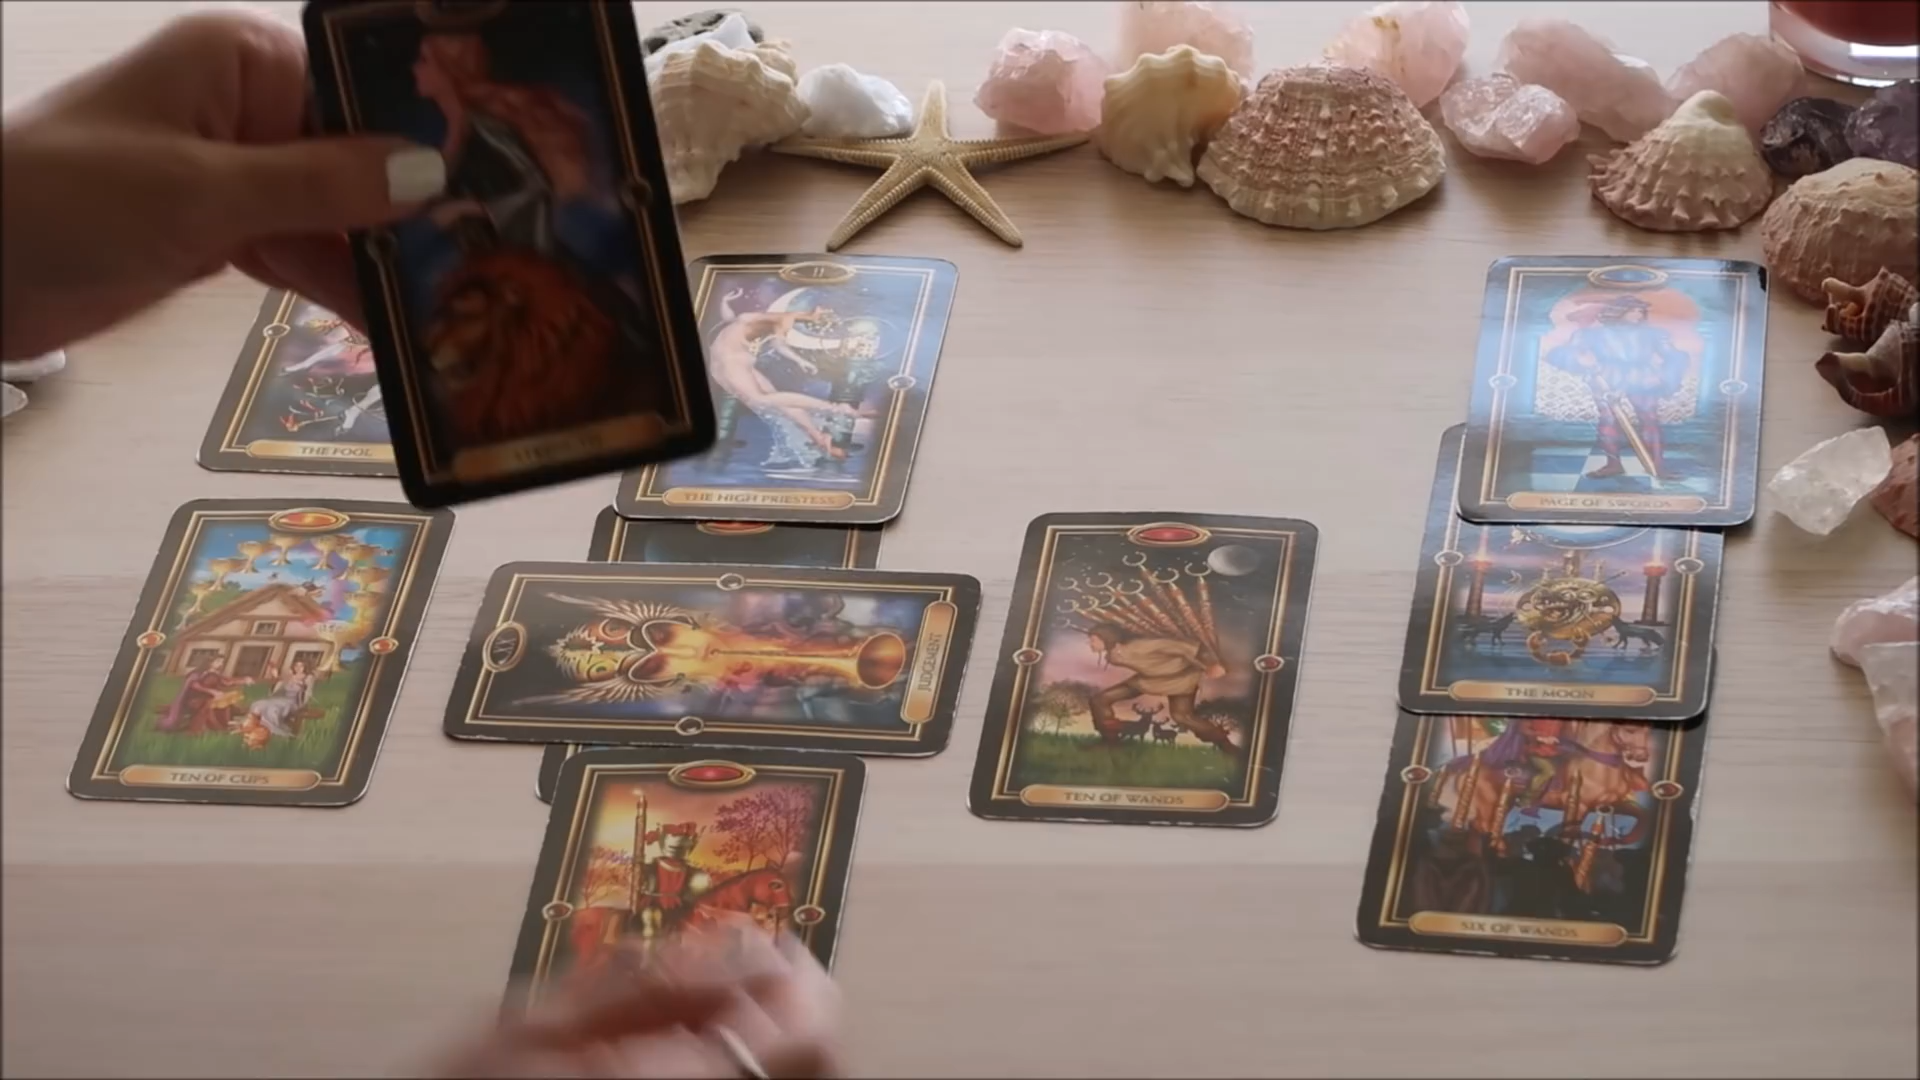 II
THE FOOL
THE HIGH PRIESTESS
PAGE OF SWORDS
XX
JUDGEMENT
THE MOON
TEN OF CUPS
TEN OF WANDS
SIX OF WANDS